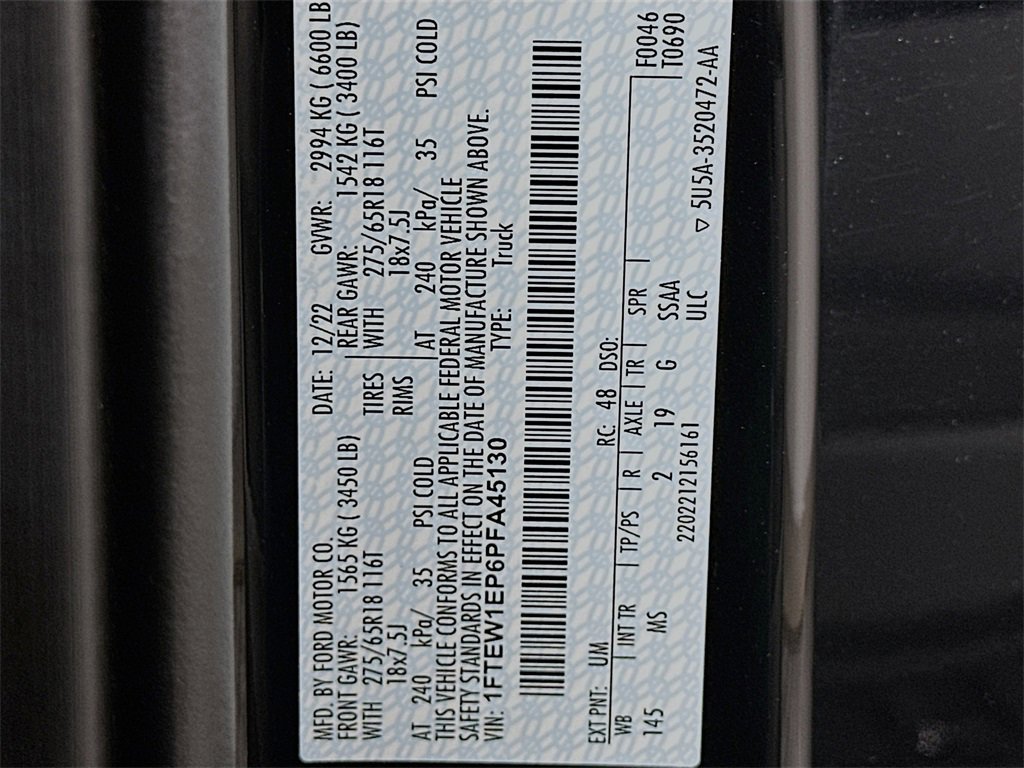 MFD. BY FORD MOTOR CO. DATE: 12/22 GVWR: 2994 KG ( 6600 LB
FRONT GAWR: 1565 KG ( 3450 LB) REAR GAWR: 1542 KG ( 3400 LB)
WITH 275/65R18 116T TIRES WITH 275/65R18 116T
18x7.5J RIMS 18x7.5J
AT 240 kPa/ 35 PSI COLD AT 240 kPa/ 35 PSI COLD
THIS VEHICLE CONFORMS TO ALL APPLICABLE FEDERAL MOTOR VEHICLE
SAFETY STANDARDS IN EFFECT ON THE DATE OF MANUFACTURE SHOWN ABOVE.
VIN: 1FTEW1EP6PFA45130 TYPE: Truck
EXT PNT: UM RC: 48 DSO: F0046
WB | INT TR | TP/PS | R | AXLE | TR | SPR | T0690
145 MS 2 19 G SSAA
2202212156161 ULC ▽ 5U5A-3520472-AA